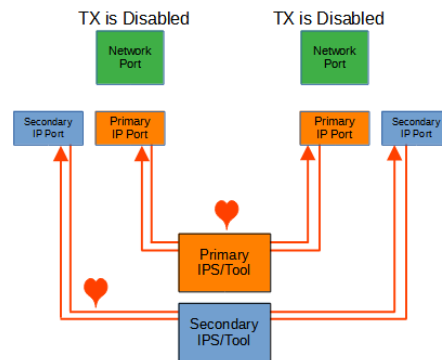 TX is Disabled
TX is Disabled
Network
Port
Network
Port
Secondary
IP Port
Primary
IP Port
Primary
IP Port
Secondary
IP Port
Primary
IPS/Tool
Secondary
IPS/Tool